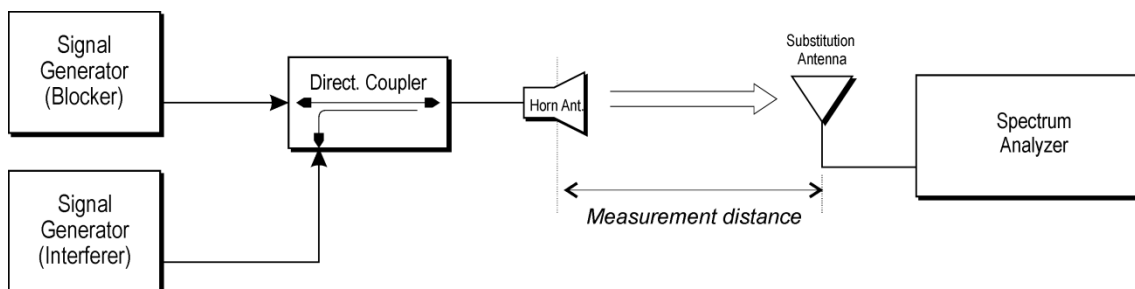 Signal
Generator
(Blocker)
Signal
Generator
(Interferer)
Direct. Coupler
Horn Ant.
Measurement distance
Substitution
Antenna
Spectrum
Analyzer